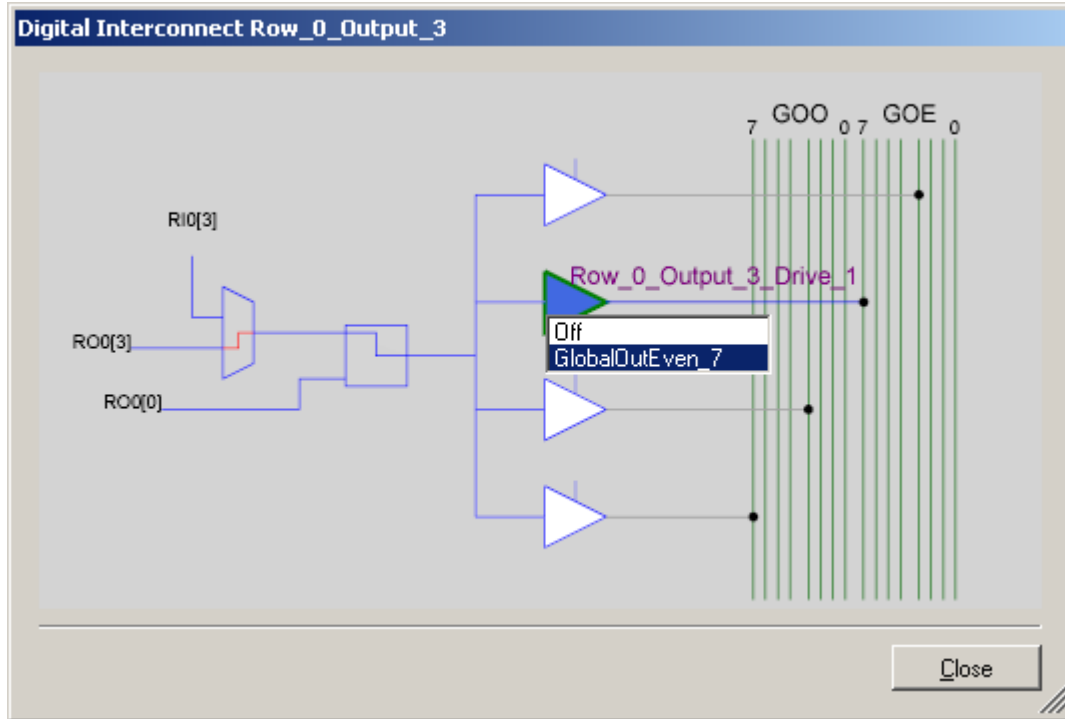 Digital Interconnect Row_0_Output_3
GOO GOE
7 0 7 0
RI0[3]
Row_0_Output_3_Drive_1
Off
RO0[3]
GlobalOutEven_7
RO0[0]
Close